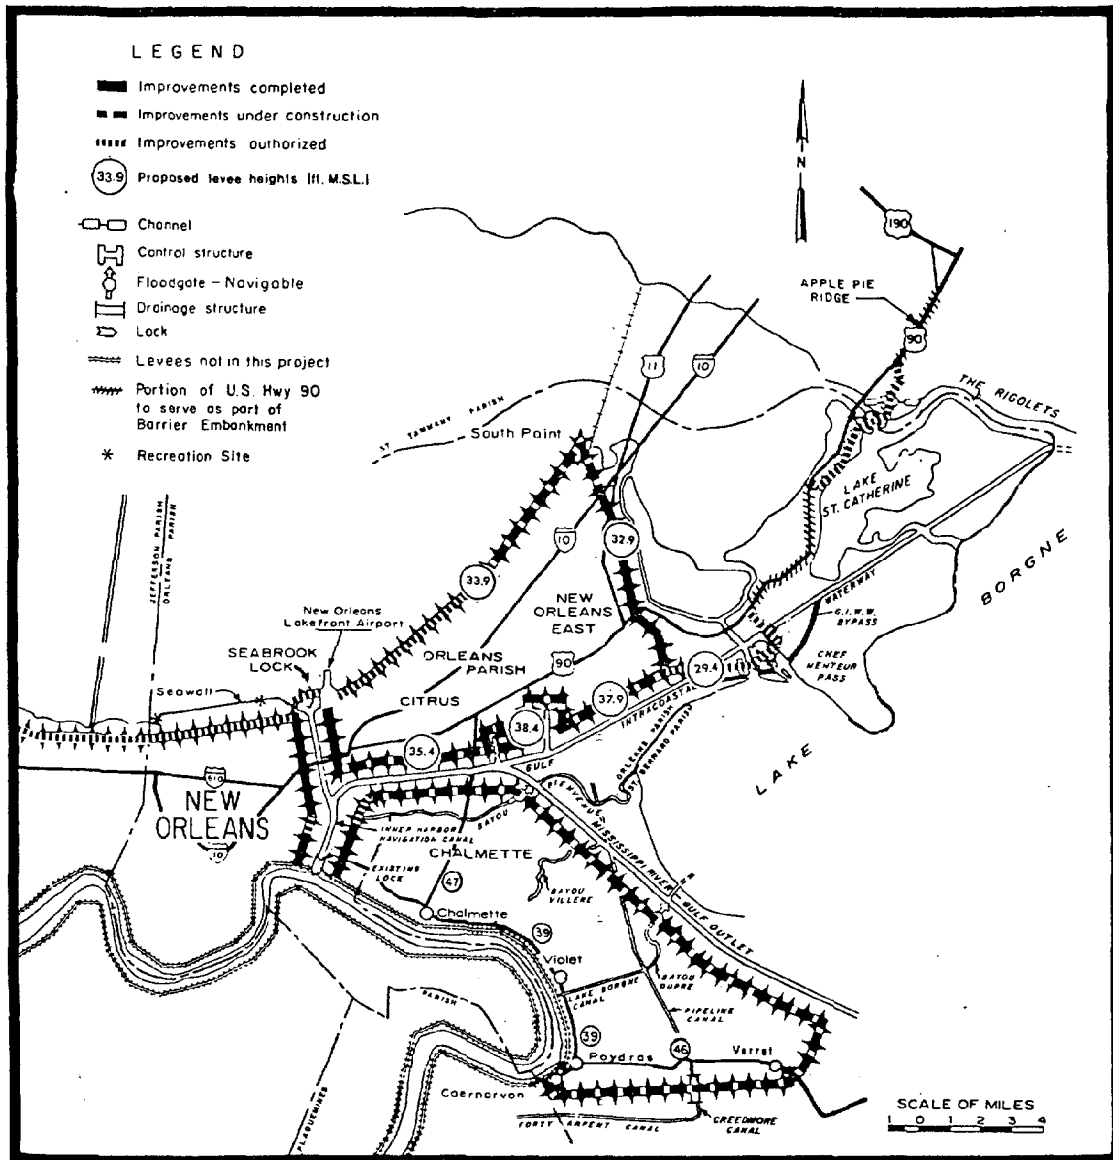 LEGEND
Improvements completed
Improvements under construction
Improvements authorized
33.9 Proposed levee heights (ft. M.S.L.)
Channel
Control structure
Floodgate - Navigable
Drainage structure
Lock
Levees not in this project
Portion of U.S. Hwy 90
to serve as part of
Barrier Embankment
* Recreation Site
N
190
APPLE PIE
RIDGE
90
11
10
THE RIGOLETS
ST. TAMMANY PARISH
South Point
LAKE
ST. CATHERINE
JEFFERSON PARISH
ORLEANS PARISH
10
32.9
33.9
LAKE BORGNE
New Orleans
Lakefront Airport
NEW
ORLEANS
EAST
WATERWAY
G.I.W.W.
BYPASS
SEABROOK
LOCK
ORLEANS
PARISH
90
29.4
CHEF
MENTEUR
PASS
Seawall
CITRUS
37.9
INTRACOASTAL
38.4
35.4
GULF
ORLEANS PARISH
ST. BERNARD PARISH
610
NEW
ORLEANS
10
BIENVENUE
BAYOU
MISSISSIPPI RIVER - GULF OUTLET
INNER HARBOR
NAVIGATION CANAL
CHALMETTE
EXISTING
LOCK
47
BAYOU
VILLERE
Chalmette
39
Violet
BAYOU
DUPRE
LAKE BORGNE
CANAL
PARISH
PIPELINE
CANAL
39
46
Poydras
Verret
Caernarvon
PLAQUEMINES
FORTY ARPENT CANAL
CREEDMORE
CANAL
SCALE OF MILES
1 0 1 2 3 4